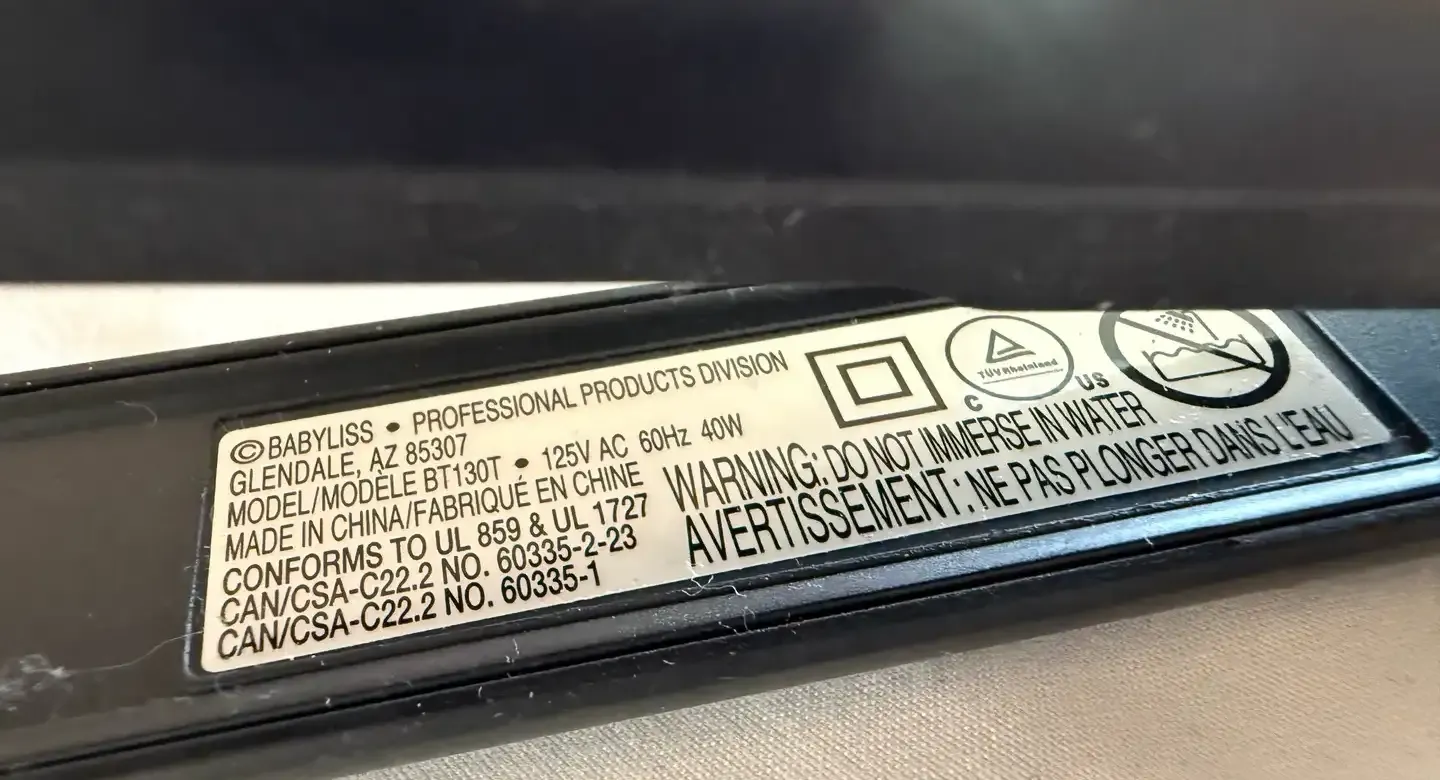 © BABYLISS • PROFESSIONAL PRODUCTS DIVISION
GLENDALE, AZ 85307
MODEL/MODÈLE BT130T • 125V AC 60Hz 40W
MADE IN CHINA/FABRIQUÉ EN CHINE
CONFORMS TO UL 859 & UL 1727
CAN/CSA-C22.2 NO. 60335-2-23
CAN/CSA-C22.2 NO. 60335-1
TÜVRheinland
C US
WARNING: DO NOT IMMERSE IN WATER
AVERTISSEMENT: NE PAS PLONGER DANS L'EAU